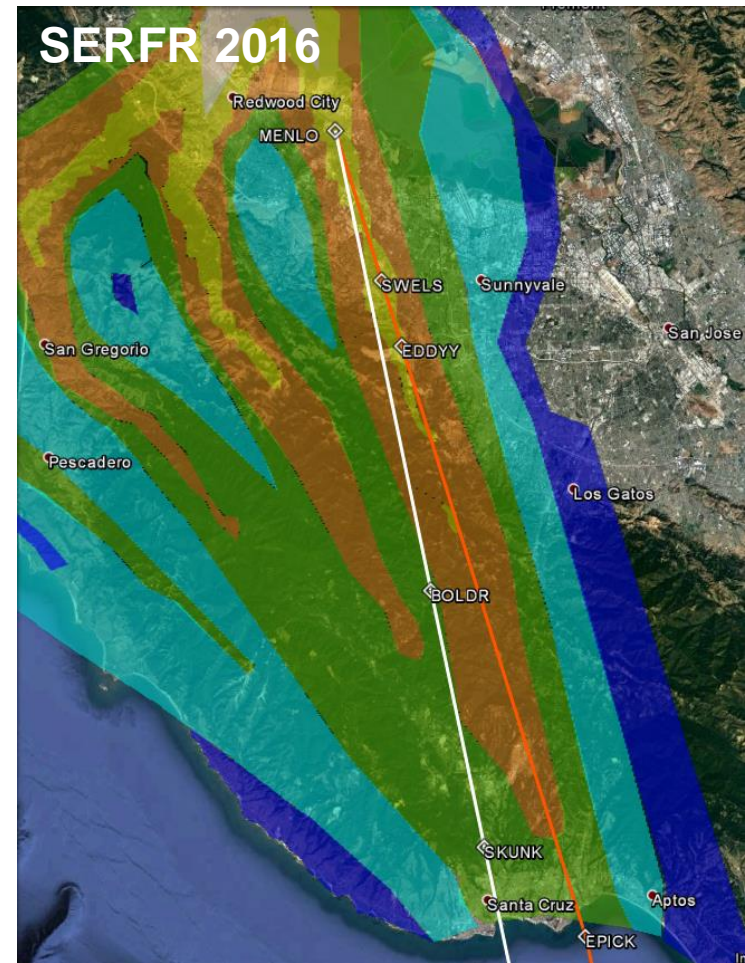 SERFR 2016
Redwood City
MENLO
SWELS
Sunnyvale
San Jose
EDDYY
San Gregorio
Pescadero
Los Gatos
BOLDR
SKUNK
Santa Cruz
Aptos
EPICK